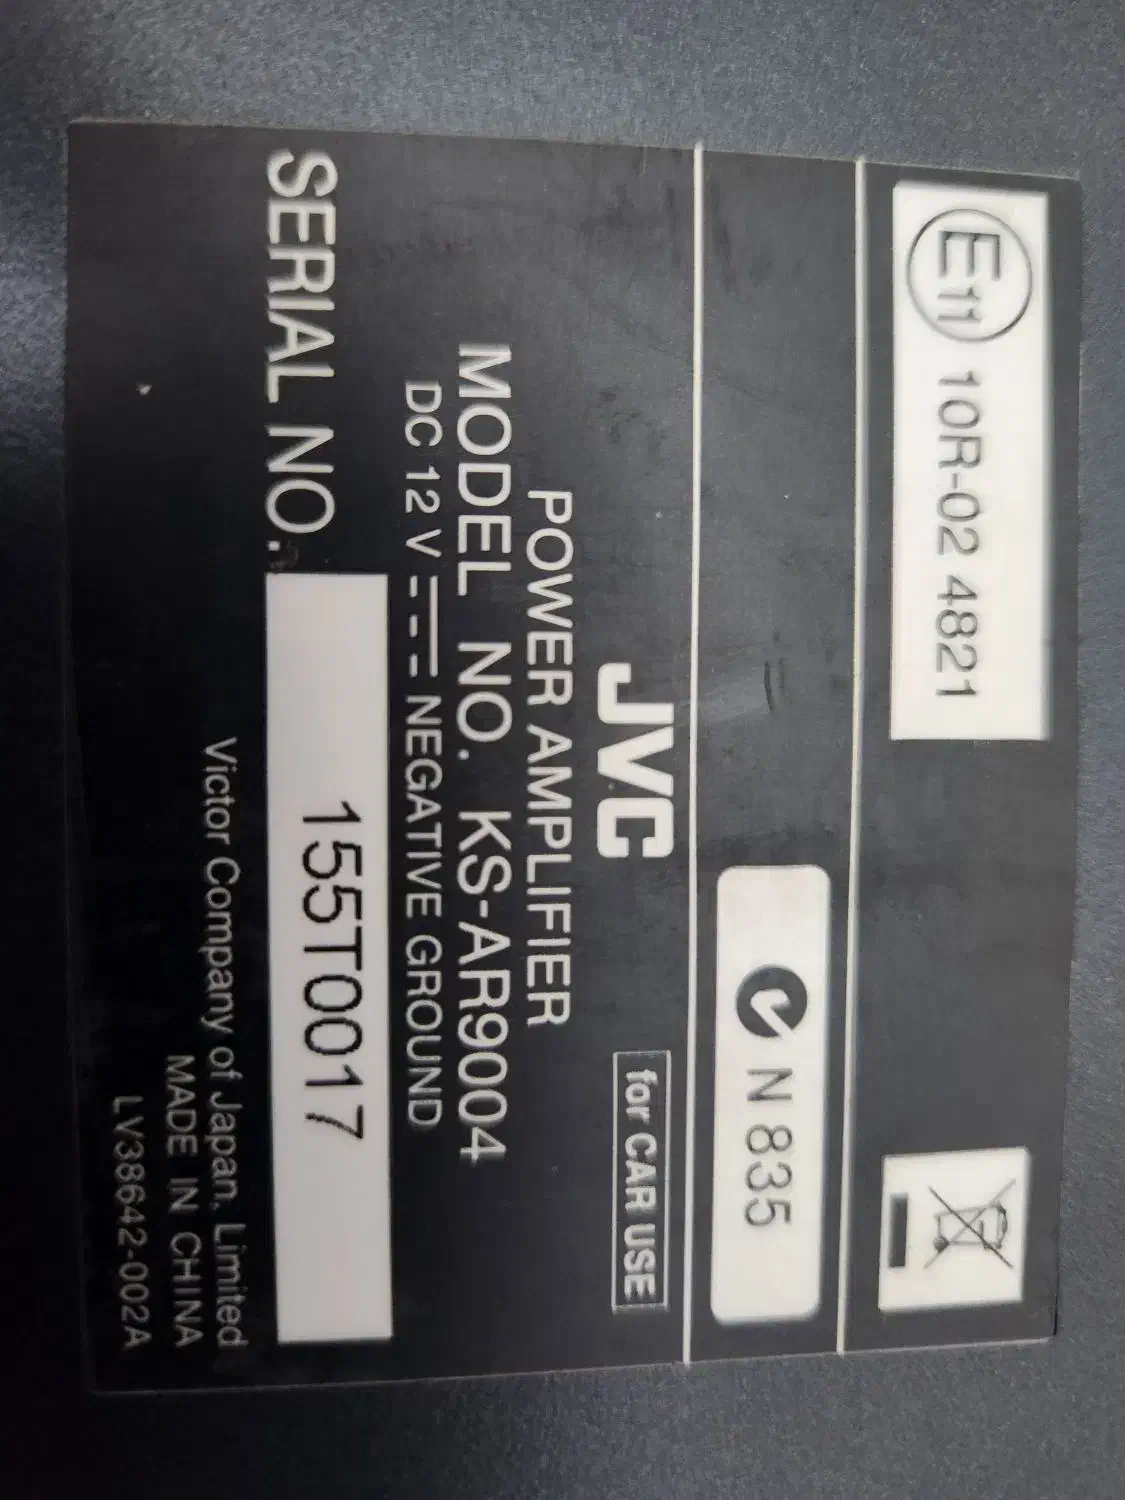 E11 10R-02 4821
N 835
JVC
for CAR USE
POWER AMPLIFIER
MODEL NO. KS-AR9004
DC 12 V ⎓ NEGATIVE GROUND
SERIAL NO. 155T0017
Victor Company of Japan, Limited
MADE IN CHINA
LV38642-002A